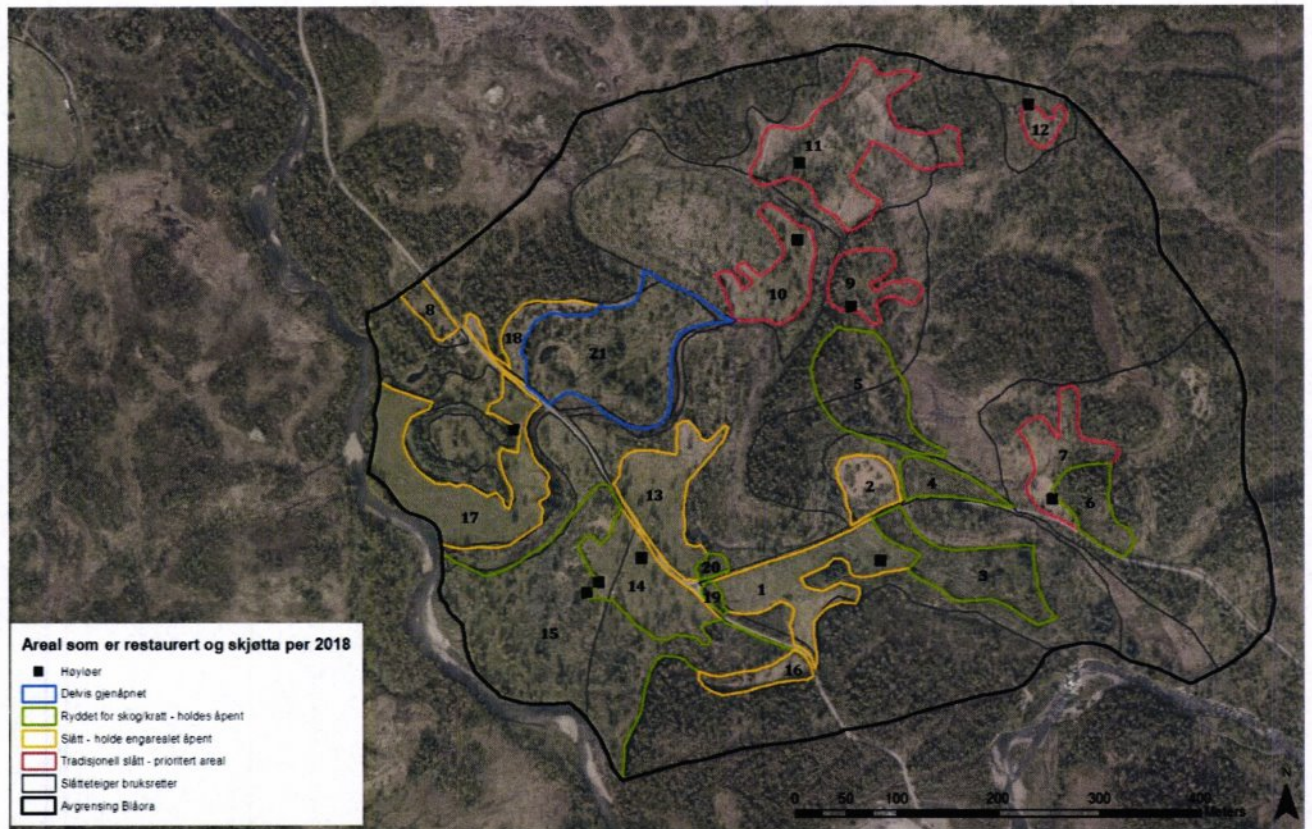 11
12
10
9
8
18
21
5
7
2
4
6
13
17
20
3
14
19
1
15
16
Areal som er restaurert og skjøtta per 2018
Høyløer
Delvis gjenåpnet
Ryddet for skog/kratt - holdes åpent
Slått - holde engarealet åpent
Tradisjonell slått - prioritert areal
Slåtteteiger bruksretter
Avgrensing Blåora
N
0 50 100 200 300 400
Meters